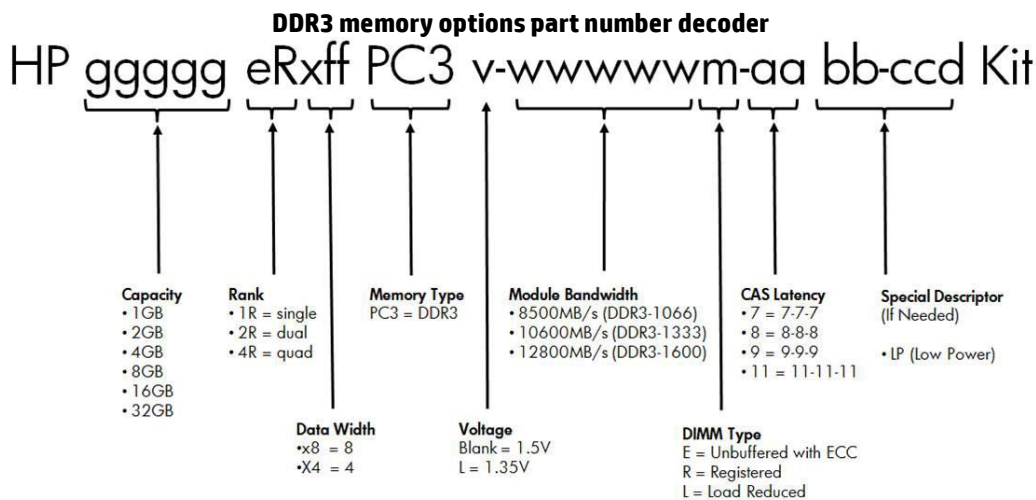 DDR3 memory options part number decoder
HP ggggg eRxff PC3 v-wwwwwm-aa bb-ccd Kit
Capacity
• 1GB
• 2GB
• 4GB
• 8GB
• 16GB
• 32GB
Rank
• 1R = single
• 2R = dual
• 4R = quad
Memory Type
PC3 = DDR3
Module Bandwidth
• 8500MB/s (DDR3-1066)
• 10600MB/s (DDR3-1333)
• 12800MB/s (DDR3-1600)
CAS Latency
• 7 = 7-7-7
• 8 = 8-8-8
• 9 = 9-9-9
• 11 = 11-11-11
Special Descriptor
(If Needed)
• LP (Low Power)
Data Width
•x8 = 8
•X4 = 4
Voltage
Blank = 1.5V
L = 1.35V
DIMM Type
E = Unbuffered with ECC
R = Registered
L = Load Reduced